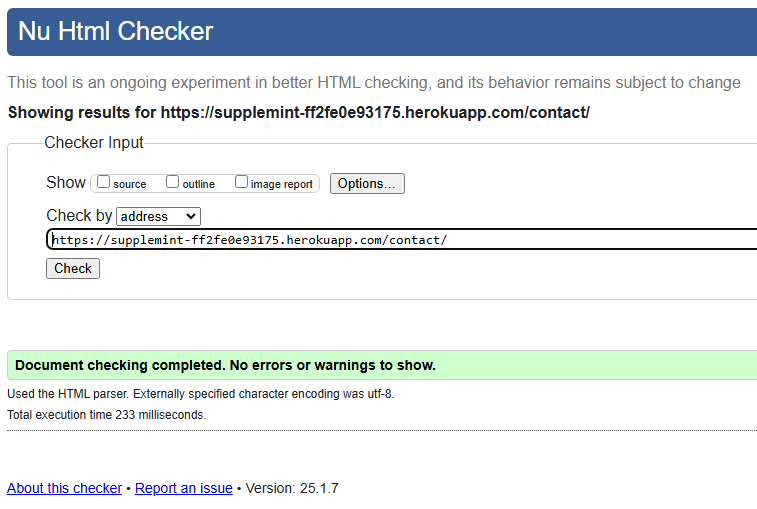 Nu Html Checker
This tool is an ongoing experiment in better HTML checking, and its behavior remains subject to change
Showing results for https://supplemint-ff2fe0e93175.herokuapp.com/contact/
Checker Input
Show source outline image report Options...
Check by address
https://supplemint-ff2fe0e93175.herokuapp.com/contact/
Check
Document checking completed. No errors or warnings to show.
Used the HTML parser. Externally specified character encoding was utf-8.
Total execution time 233 milliseconds.
About this checker • Report an issue • Version: 25.1.7